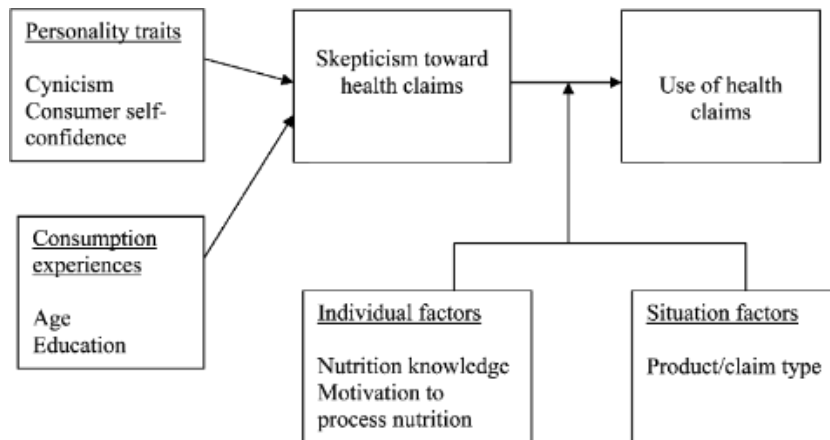 Personality traits
Cynicism
Consumer self-
confidence
Skepticism toward
health claims
Use of health
claims
Consumption
experiences
Age
Education
Individual factors
Nutrition knowledge
Motivation to
process nutrition
Situation factors
Product/claim type